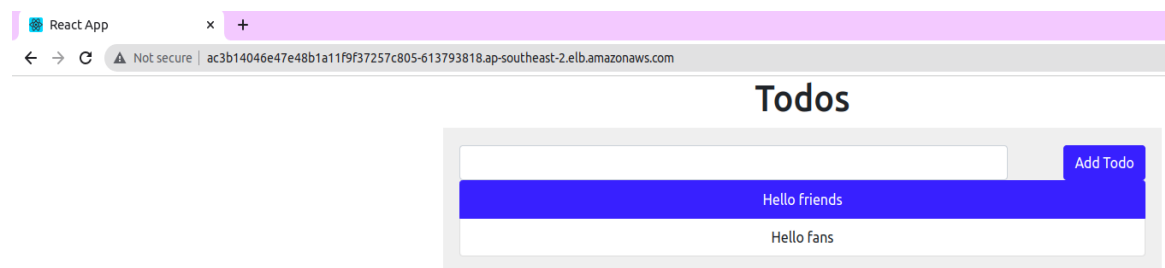 React App
Not secure | ac3b14046e47e48b1a11f9f37257c805-613793818.ap-southeast-2.elb.amazonaws.com
Todos
Add Todo
Hello friends
Hello fans